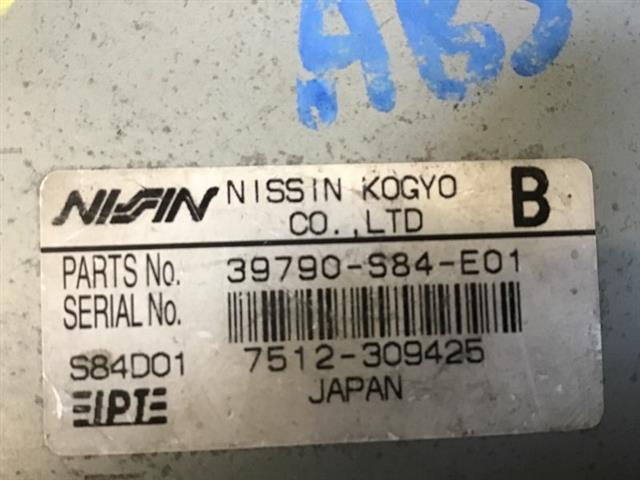 ABS
NISSIN NISSIN KOGYO B
CO.,LTD
PARTS No. 39790-S84-E01
SERIAL No.
S84D01 7512-309425
JAPAN